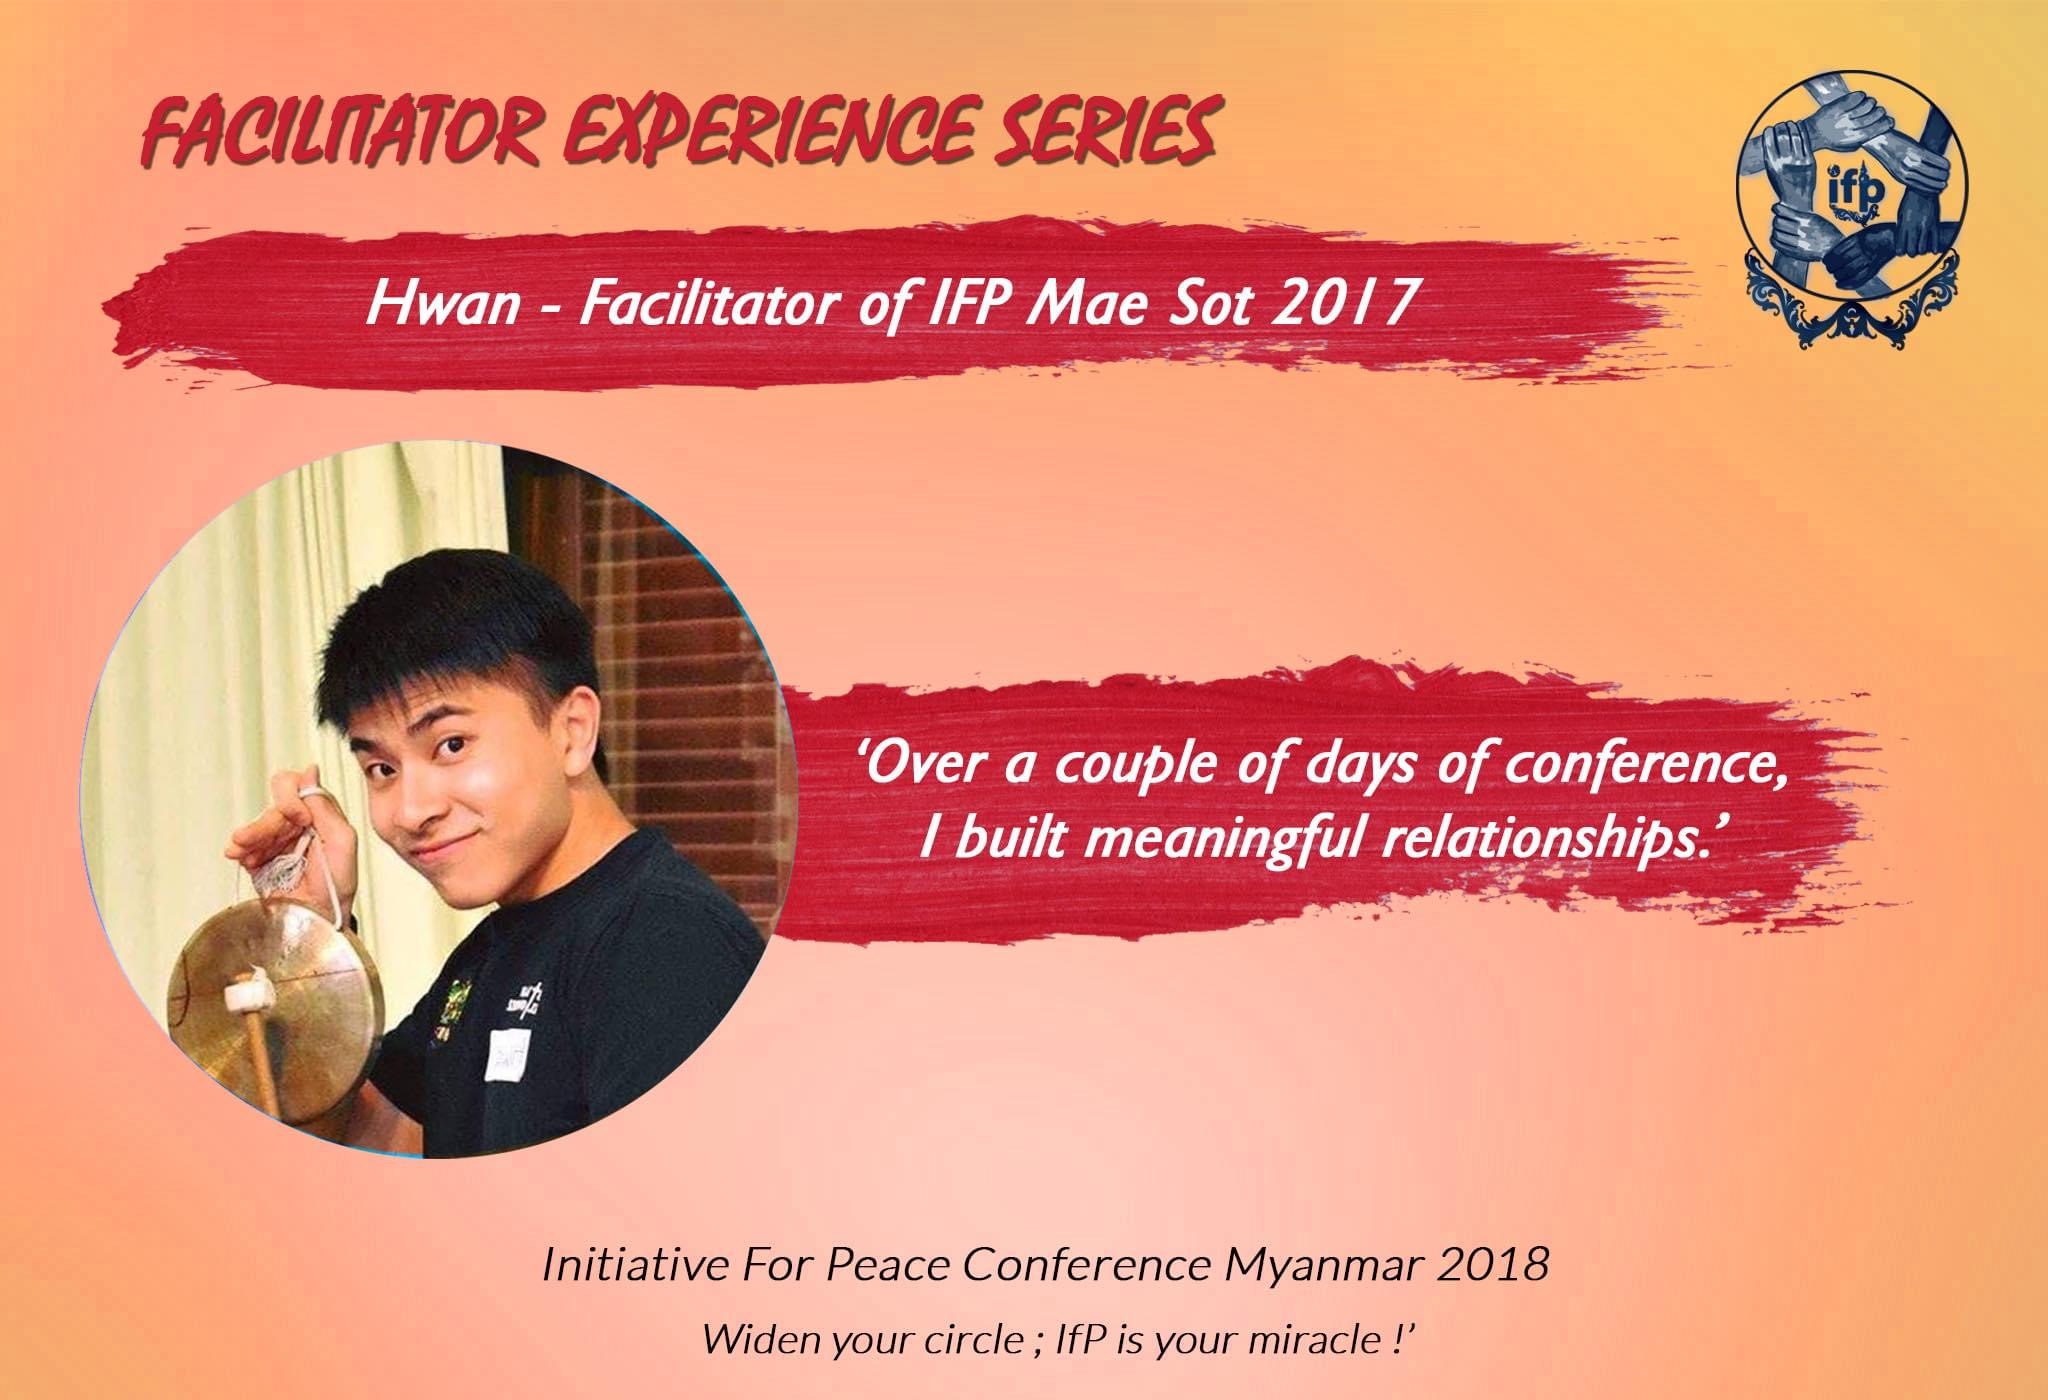 FACILITATOR EXPERIENCE SERIES
ifp
Hwan - Facilitator of IFP Mae Sot 2017
‘Over a couple of days of conference,
I built meaningful relationships.’
Initiative For Peace Conference Myanmar 2018
Widen your circle ; IfP is your miracle !’